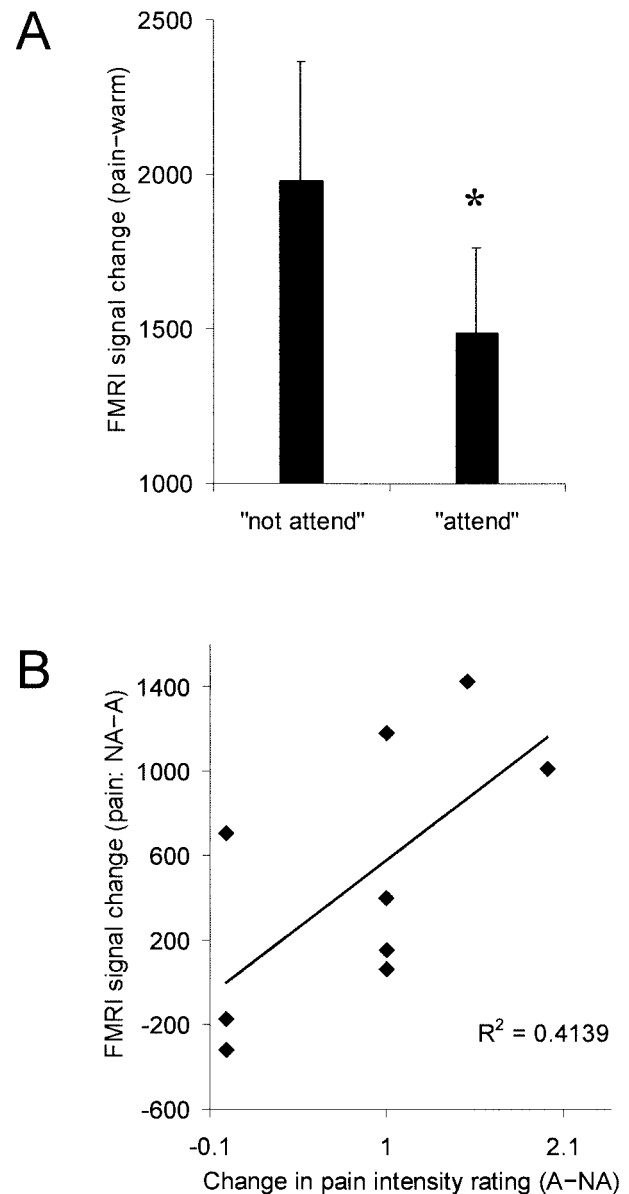 A
FMRI signal change (pain−warm)
2500
2000
1500
1000
*
"not attend"
"attend"
B
FMRI signal change (pain: NA−A)
1400
1000
600
200
-200
-600
R² = 0.4139
-0.1
1
2.1
Change in pain intensity rating (A−NA)